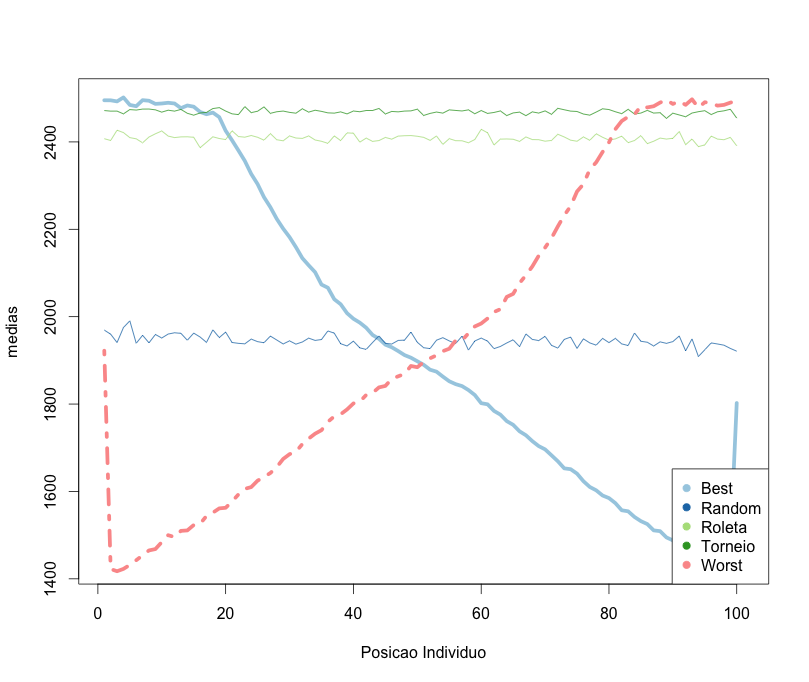 medias
2400
2200
2000
1800
1600
1400
Best
Random
Roleta
Torneio
Worst
0 20 40 60 80 100
Posicao Individuo